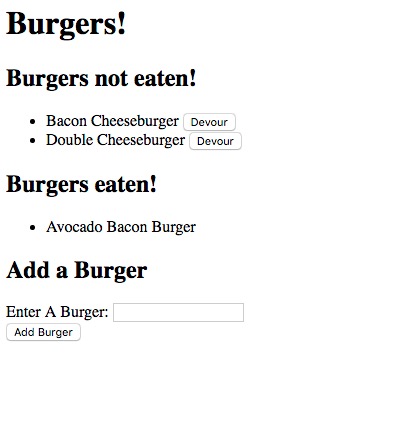 Burgers!
Burgers not eaten!
Bacon Cheeseburger Devour
Double Cheeseburger Devour
Burgers eaten!
Avocado Bacon Burger
Add a Burger
Enter A Burger:
Add Burger